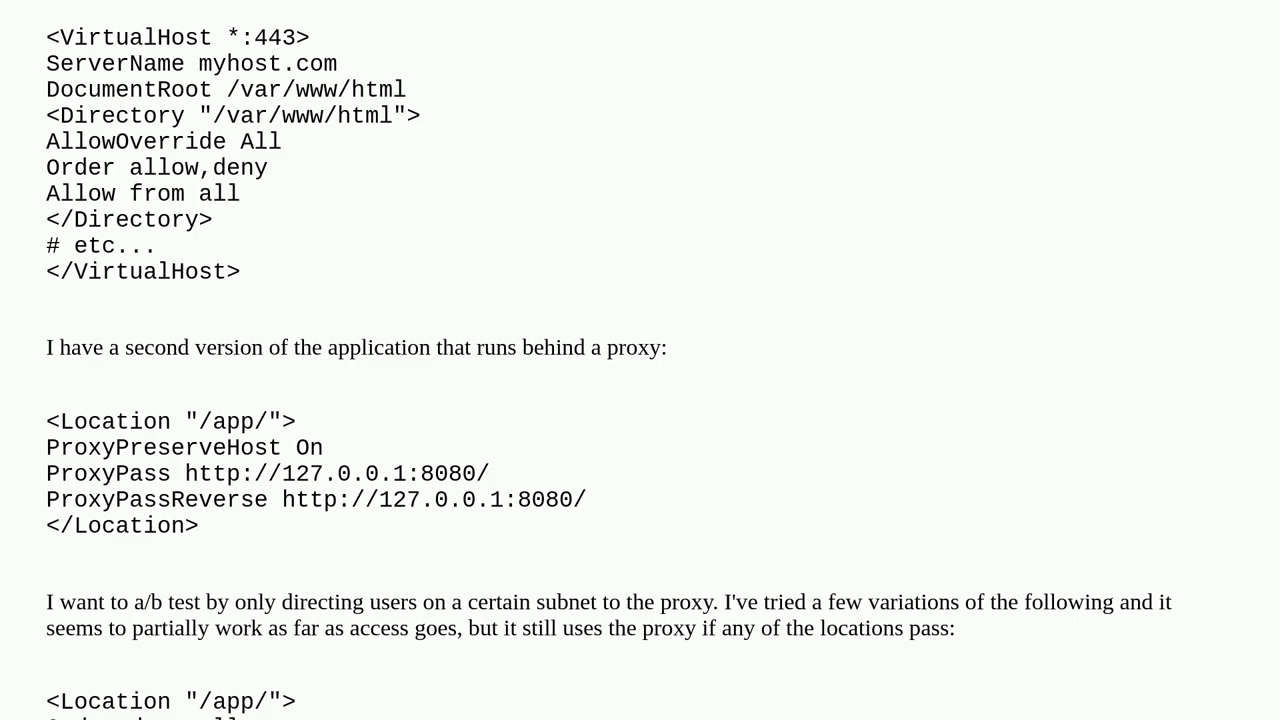 <VirtualHost *:443>
ServerName myhost.com
DocumentRoot /var/www/html
<Directory "/var/www/html">
AllowOverride All
Order allow,deny
Allow from all
</Directory>
# etc...
</VirtualHost>
I have a second version of the application that runs behind a proxy:
<Location "/app/">
ProxyPreserveHost On
ProxyPass http://127.0.0.1:8080/
ProxyPassReverse http://127.0.0.1:8080/
</Location>
I want to a/b test by only directing users on a certain subnet to the proxy. I've tried a few variations of the following and it
seems to partially work as far as access goes, but it still uses the proxy if any of the locations pass:
<Location "/app/">